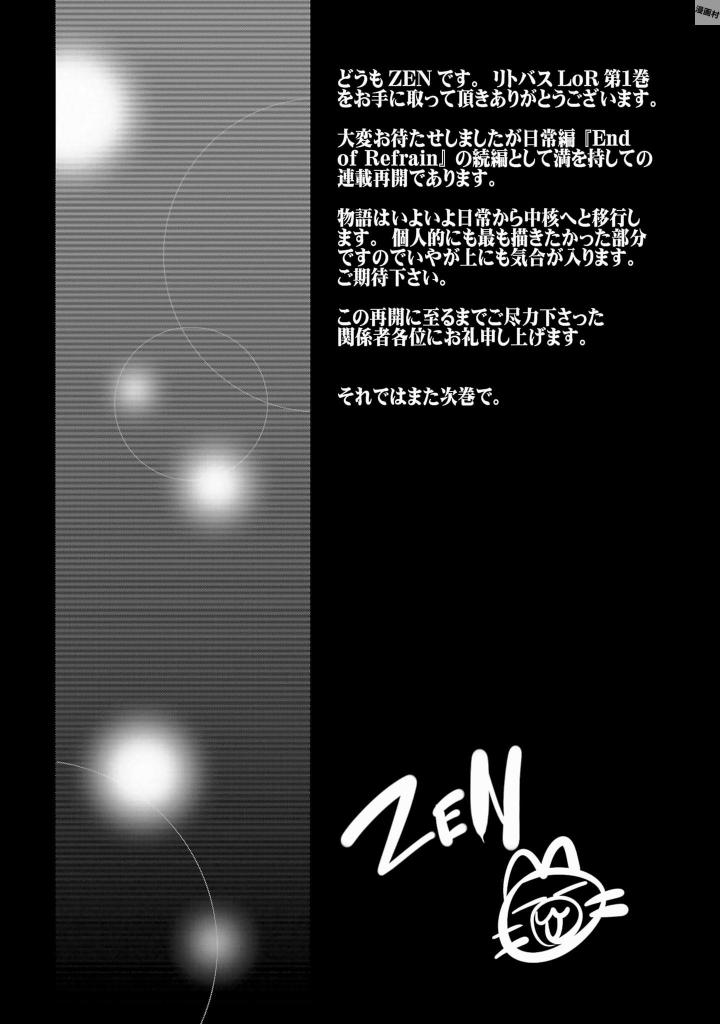 漫画村
どうも ZEN です。 リトバス LoR 第1巻
をお手に取って頂きありがとうございます。
大変お待たせしましたが日常編『End
of Refrain』の続編として満を持しての
連載再開であります。
物語はいよいよ日常から中核へと移行し
ます。 個人的にも最も描きたかった部分
ですのでいやが上にも気合が入ります。
ご期待下さい。
この再開に至るまでご尽力下さった
関係者各位にお礼申し上げます。
それではまた次巻で。
ZEN